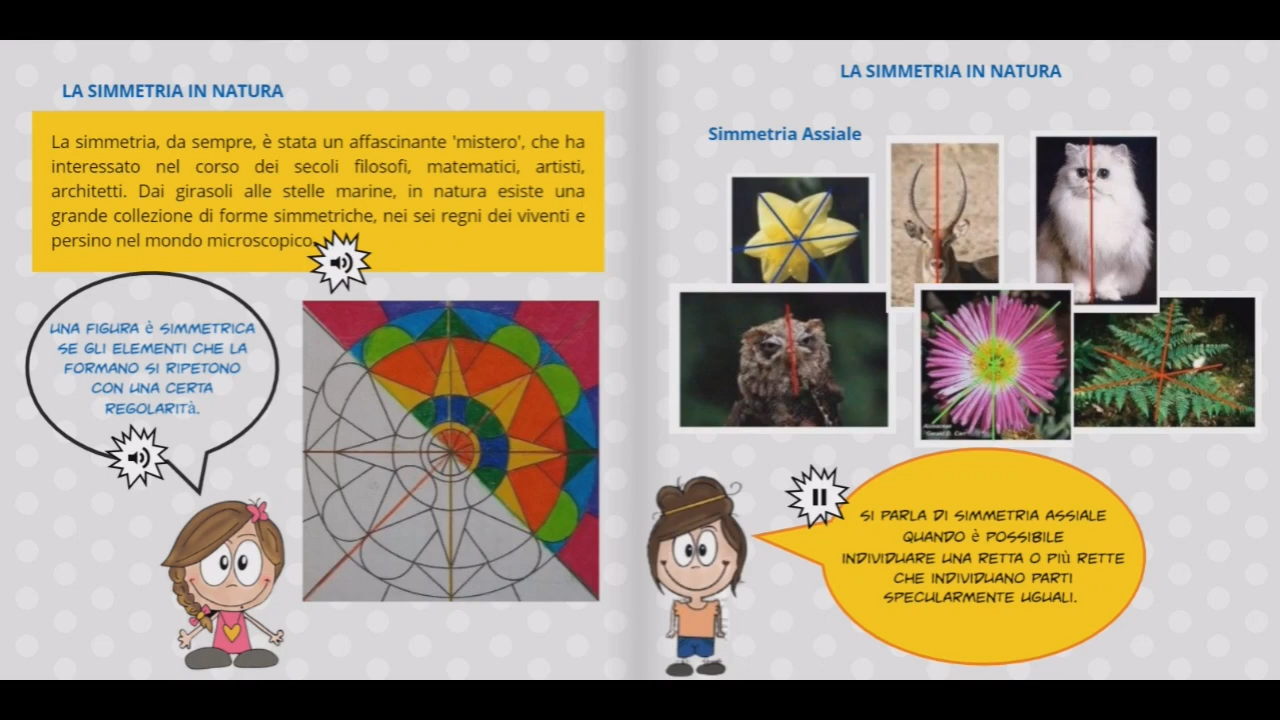 LA SIMMETRIA IN NATURA
La simmetria, da sempre, è stata un affascinante 'mistero', che ha
interessato nel corso dei secoli filosofi, matematici, artisti,
architetti. Dai girasoli alle stelle marine, in natura esiste una
grande collezione di forme simmetriche, nei sei regni dei viventi e
persino nel mondo microscopico.
UNA FIGURA è SIMMETRICA
SE GLI ELEMENTI CHE LA
FORMANO SI RIPETONO
CON UNA CERTA
REGOLARITà.
LA SIMMETRIA IN NATURA
Simmetria Assiale
SI PARLA DI SIMMETRIA ASSIALE
QUANDO è POSSIBILE
INDIVIDUARE UNA RETTA O PIù RETTE
CHE INDIVIDUANO PARTI
SPECULARMENTE UGUALI.